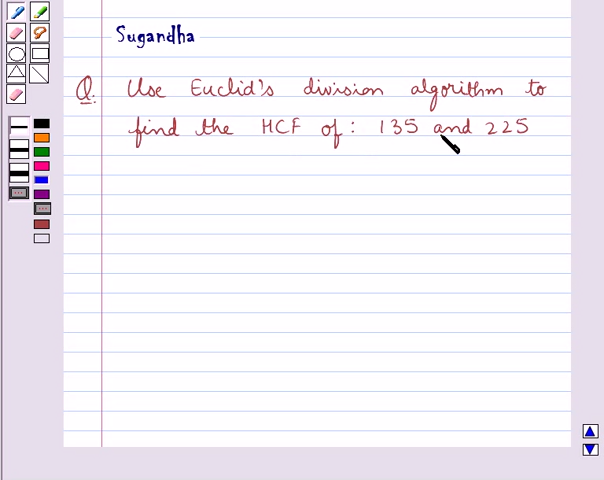 Sugandha
Q. Use Euclid's division algorithm to
find the HCF of : 135 and 225